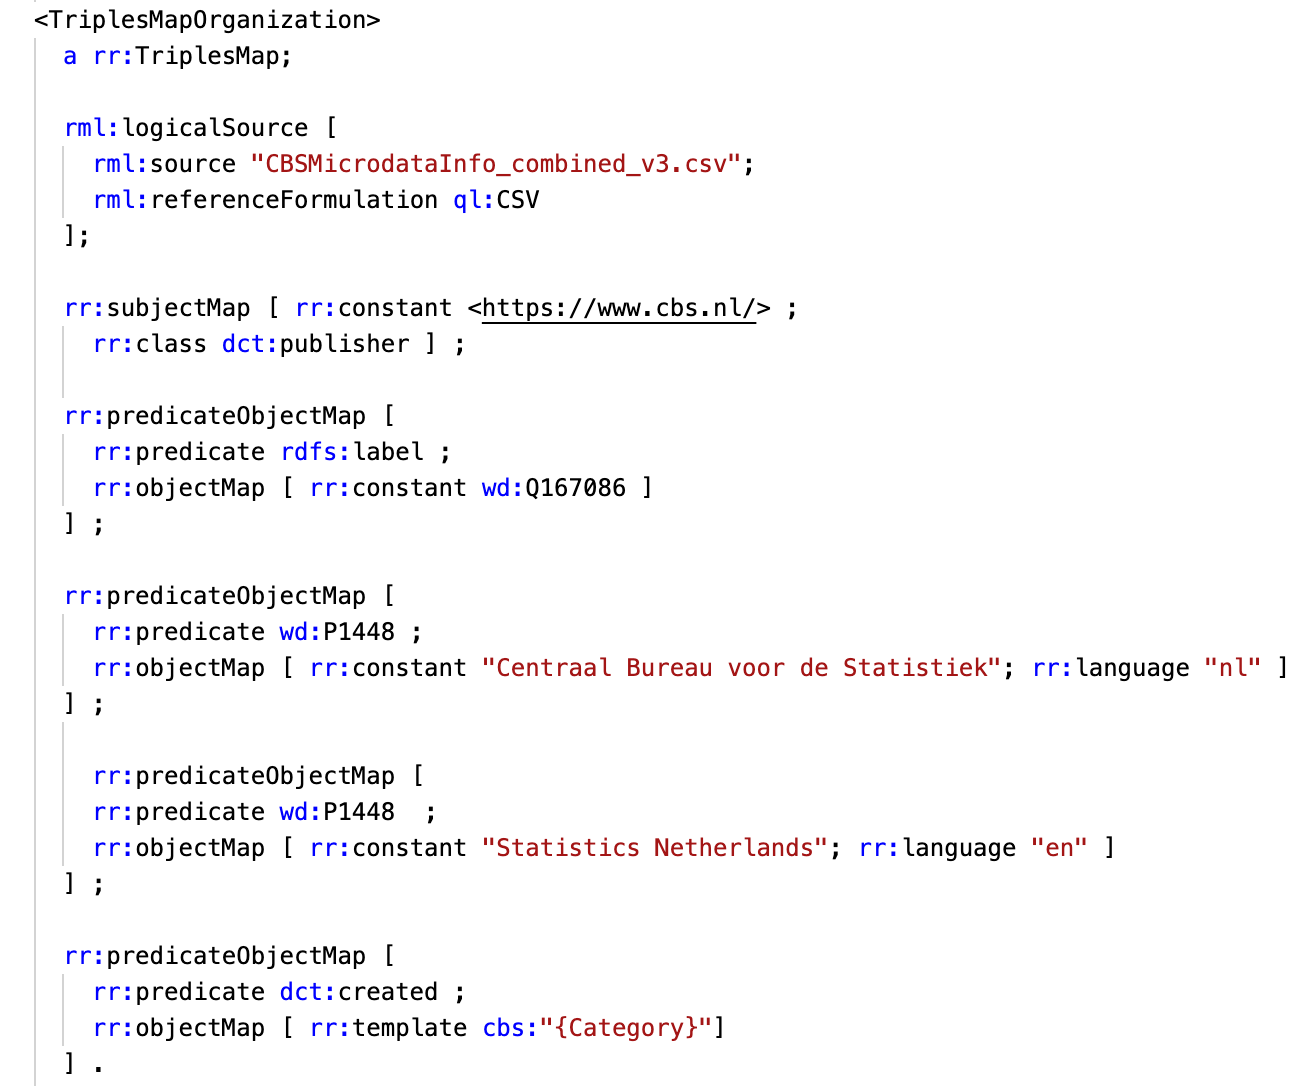 <TriplesMapOrganization>
a rr:TriplesMap;
rml:logicalSource [
rml:source "CBSMicrodataInfo_combined_v3.csv";
rml:referenceFormulation ql:CSV
];
rr:subjectMap [ rr:constant <https://www.cbs.nl/> ;
rr:class dct:publisher ] ;
rr:predicateObjectMap [
rr:predicate rdfs:label ;
rr:objectMap [ rr:constant wd:Q167086 ]
] ;
rr:predicateObjectMap [
rr:predicate wd:P1448 ;
rr:objectMap [ rr:constant "Centraal Bureau voor de Statistiek"; rr:language "nl" ]
] ;
rr:predicateObjectMap [
rr:predicate wd:P1448  ;
rr:objectMap [ rr:constant "Statistics Netherlands"; rr:language "en" ]
] ;
rr:predicateObjectMap [
rr:predicate dct:created ;
rr:objectMap [ rr:template cbs:"{Category}"]
] .